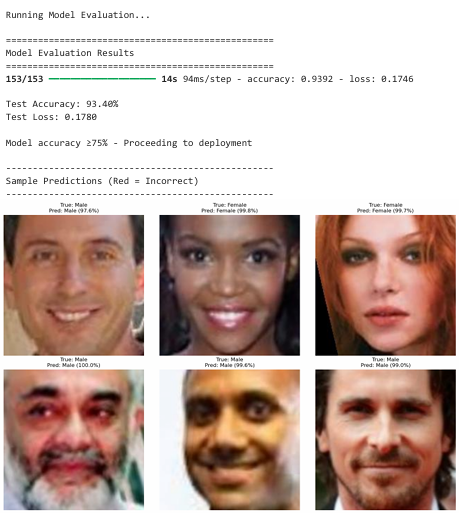 Running Model Evaluation...
==================================================
Model Evaluation Results
==================================================
153/153 ━━━━━━━━━━━━━━━━━━━━ 14s 94ms/step - accuracy: 0.9392 - loss: 0.1746
Test Accuracy: 93.40%
Test Loss: 0.1780
Model accuracy ≥75% - Proceeding to deployment
--------------------------------------------------
Sample Predictions (Red = Incorrect)
--------------------------------------------------
True: Male
Pred: Male (97.6%)
True: Female
Pred: Female (99.8%)
True: Female
Pred: Female (99.7%)
True: Male
Pred: Male (100.0%)
True: Male
Pred: Male (99.6%)
True: Male
Pred: Male (99.0%)